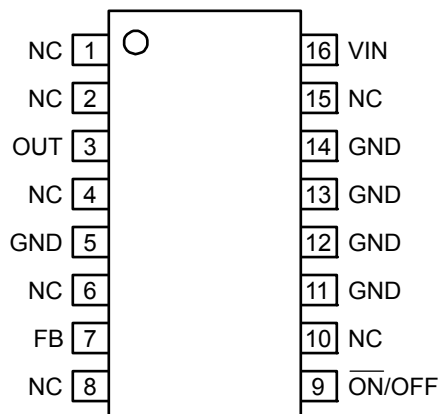 NC 1 16 VIN
NC 2 15 NC
OUT 3 14 GND
NC 4 13 GND
GND 5 12 GND
NC 6 11 GND
FB 7 10 NC
NC 8 9 O̅N̅/OFF